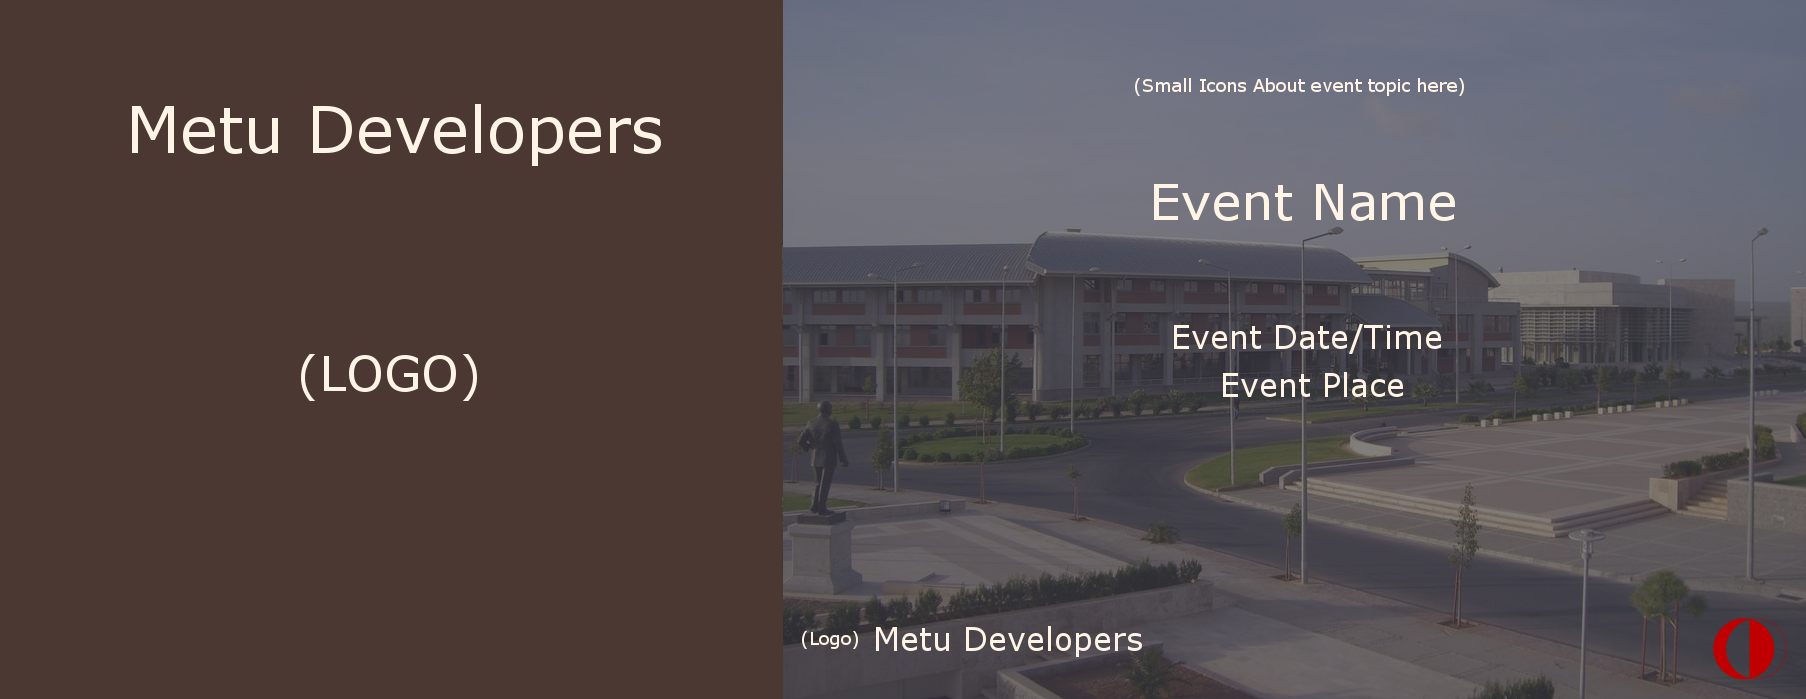 Metu Developers
(LOGO)
(Small Icons About event topic here)
Event Name
Event Date/Time
Event Place
(Logo) Metu Developers